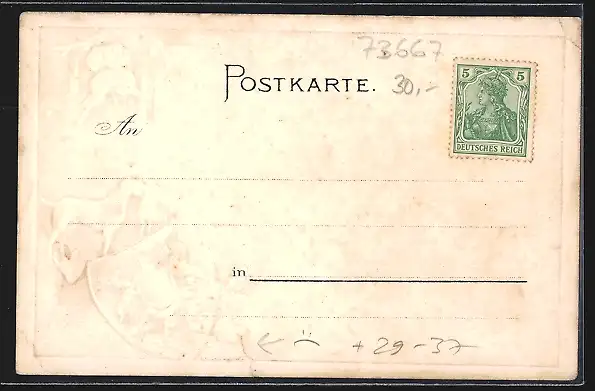 73667
POSTKARTE.
30,-
5 5
DEUTSCHES REICH
An
in
+29-37